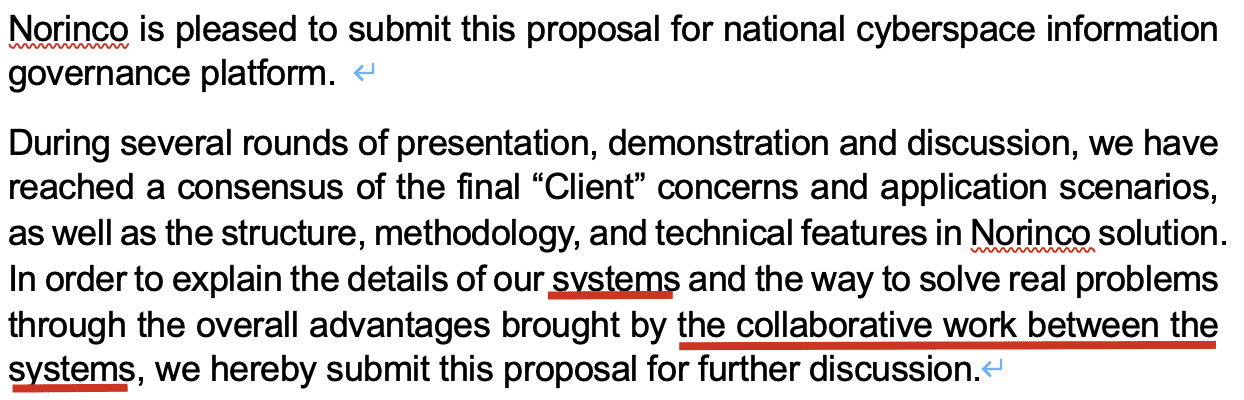 Norinco is pleased to submit this proposal for national cyberspace information
governance platform. ↵
During several rounds of presentation, demonstration and discussion, we have
reached a consensus of the final “Client” concerns and application scenarios,
as well as the structure, methodology, and technical features in Norinco solution.
In order to explain the details of our systems and the way to solve real problems
through the overall advantages brought by the collaborative work between the
systems, we hereby submit this proposal for further discussion.↵